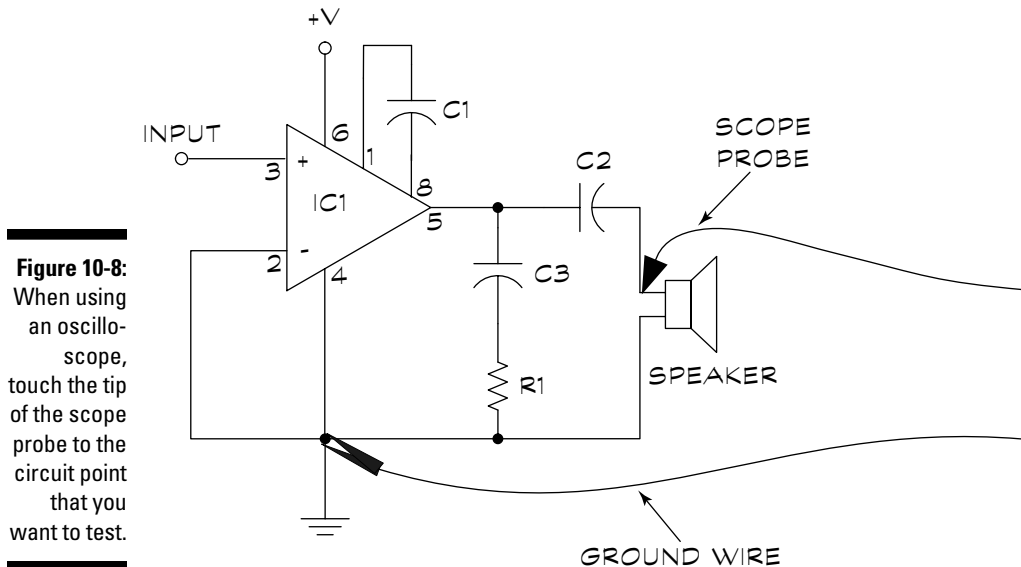 +V
C1
INPUT
6
1
3
+
IC1
8
5
2
-
4
C2
SCOPE
PROBE
C3
R1
SPEAKER
GROUND WIRE
Figure 10-8:
When using
an oscillo-
scope,
touch the tip
of the scope
probe to the
circuit point
that you
want to test.